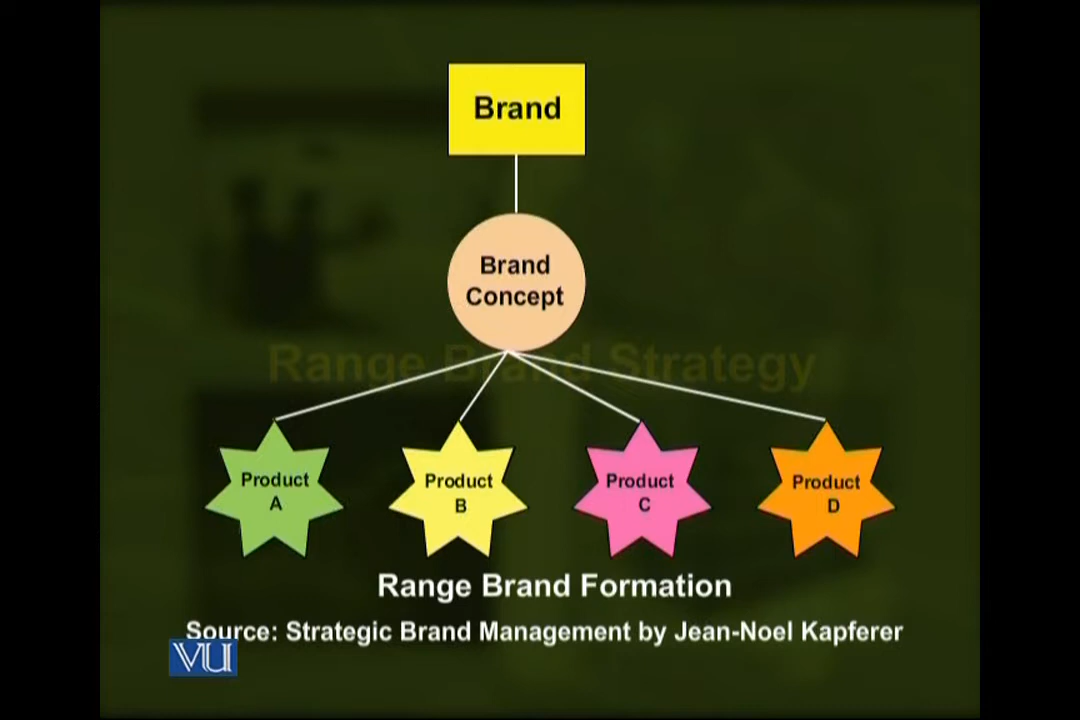 Brand
Brand
Concept
Range Brand Strategy
Product
A
Product
B
Product
C
Product
D
Range Brand Formation
Source: Strategic Brand Management by Jean-Noel Kapferer
VU